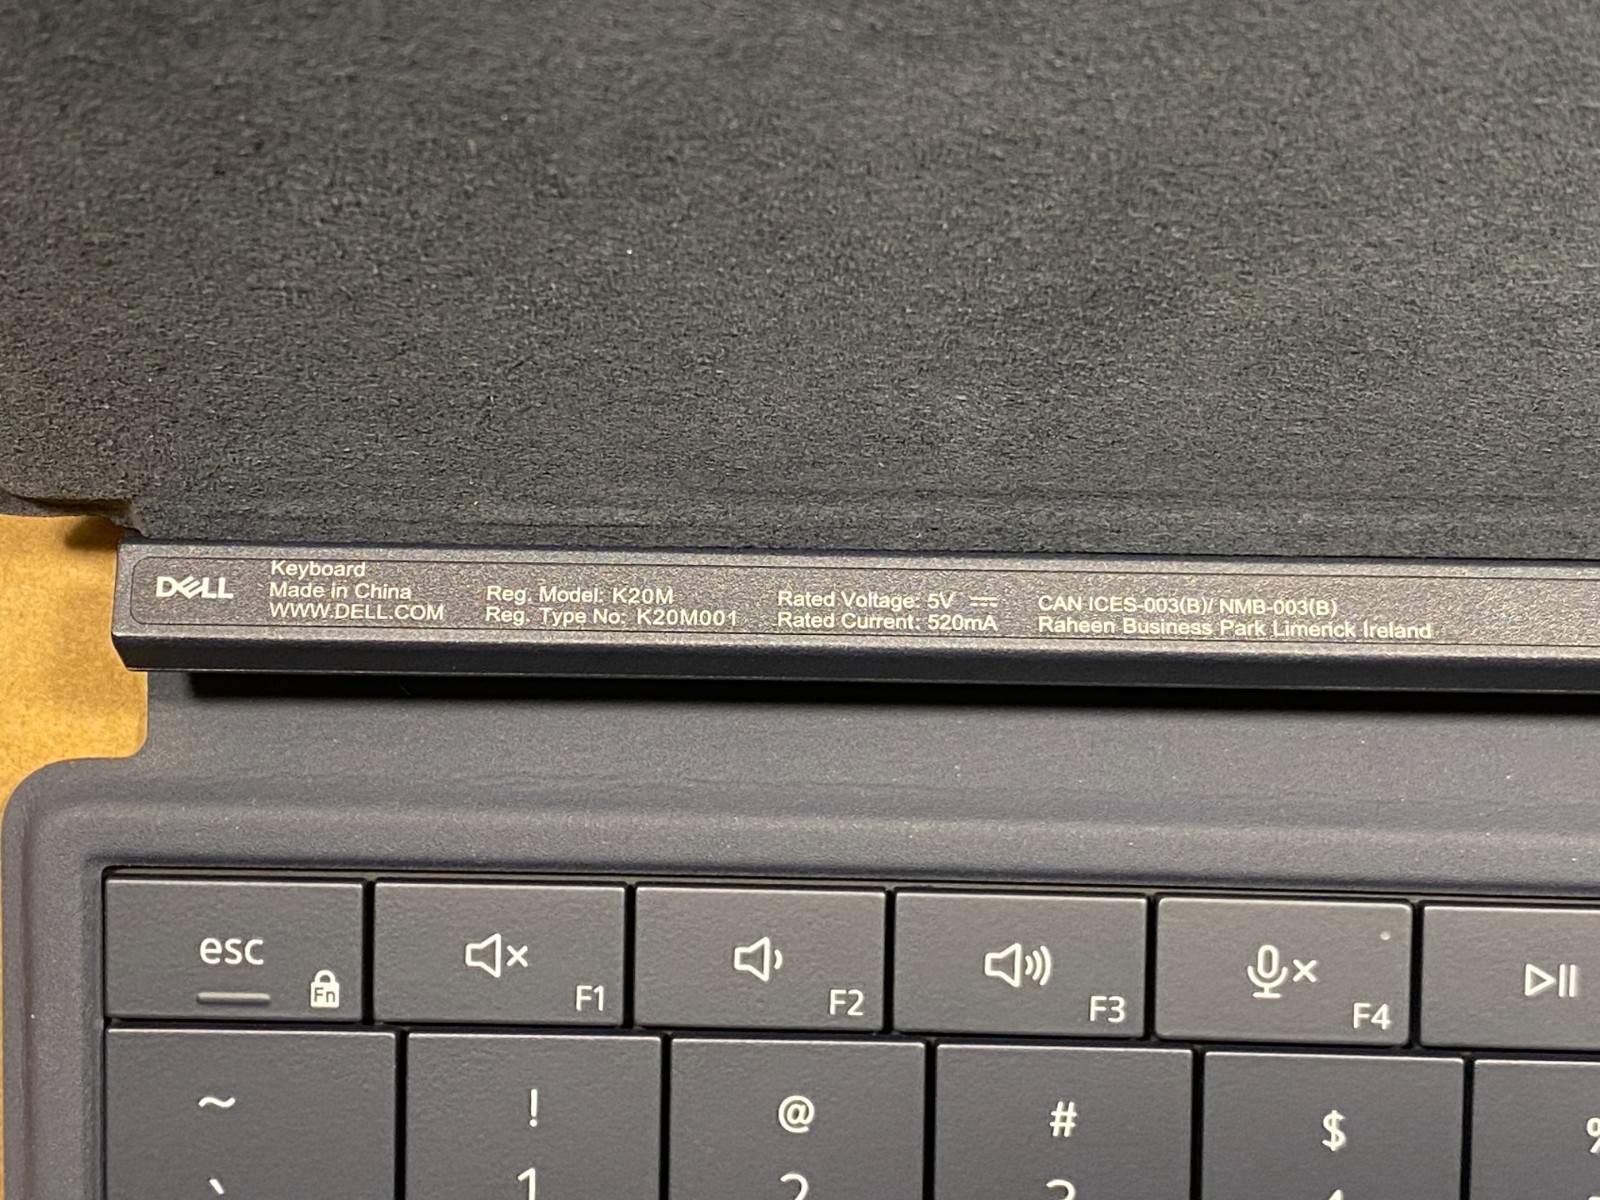 DELL
Keyboard
Made in China
WWW.DELL.COM
Reg. Model: K20M
Reg. Type No: K20M001
Rated Voltage: 5V ⎓
Rated Current: 520mA
CAN ICES-003(B)/ NMB-003(B)
Raheen Business Park Limerick Ireland
esc Fn F1 F2 F3 F4
~ ! @ # $ %
` 1 2 3